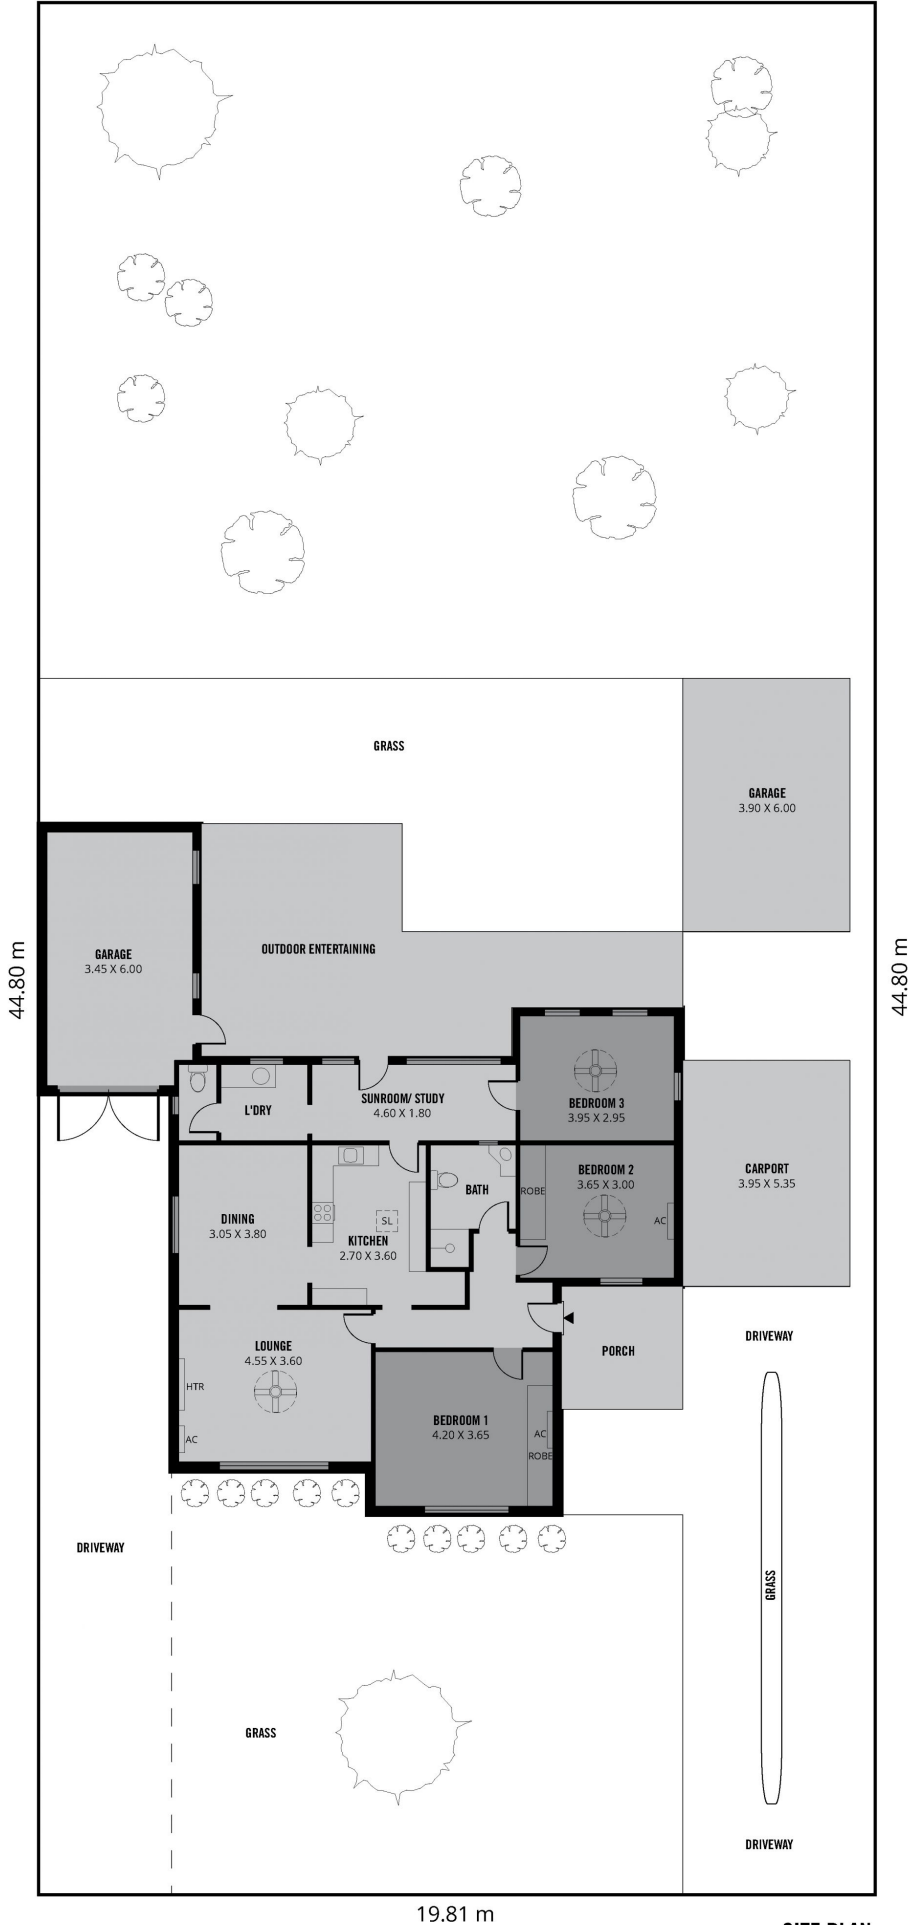 GRASS
GARAGE
3.90 X 6.00
44.80 m
44.80 m
GARAGE
3.45 X 6.00
OUTDOOR ENTERTAINING
L'DRY
SUNROOM/ STUDY
4.60 X 1.80
BEDROOM 3
3.95 X 2.95
BATH
ROBE
BEDROOM 2
3.65 X 3.00
AC
CARPORT
3.95 X 5.35
DINING
3.05 X 3.80
SL
KITCHEN
2.70 X 3.60
LOUNGE
4.55 X 3.60
HTR
AC
PORCH
DRIVEWAY
BEDROOM 1
4.20 X 3.65
AC
ROBE
DRIVEWAY
GRASS
GRASS
DRIVEWAY
19.81 m
SITE PLAN